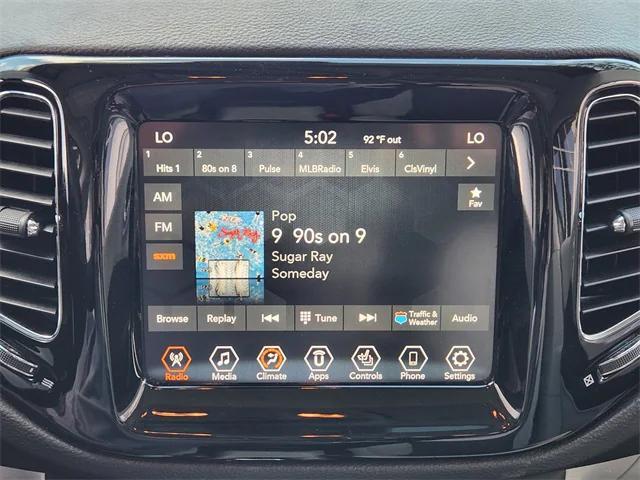 LO 5:02 92 °F out LO
1 Hits 1 2 80s on 8 3 Pulse 4 MLBRadio 5 Elvis 6 ClsVinyl
AM
FM
sxm
Fav
Sugar Ray
Pop
9 90s on 9
Sugar Ray
Someday
Browse Replay Tune Traffic & Weather Audio
Radio Media Climate Apps Controls Phone Settings